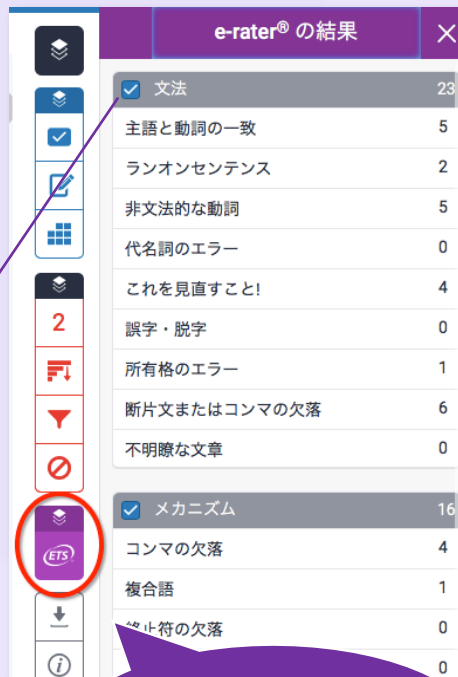 e-rater® の結果
文法 23
主語と動詞の一致 5
ランオンセンテンス 2
非文法的な動詞 5
代名詞のエラー 0
これを見直すこと! 4
誤字・脱字 0
所有格のエラー 1
断片文またはコンマの欠落 6
不明瞭な文章 0
メカニズム 16
コンマの欠落 4
複合語 1
終止符の欠落 0
0
2
ETS